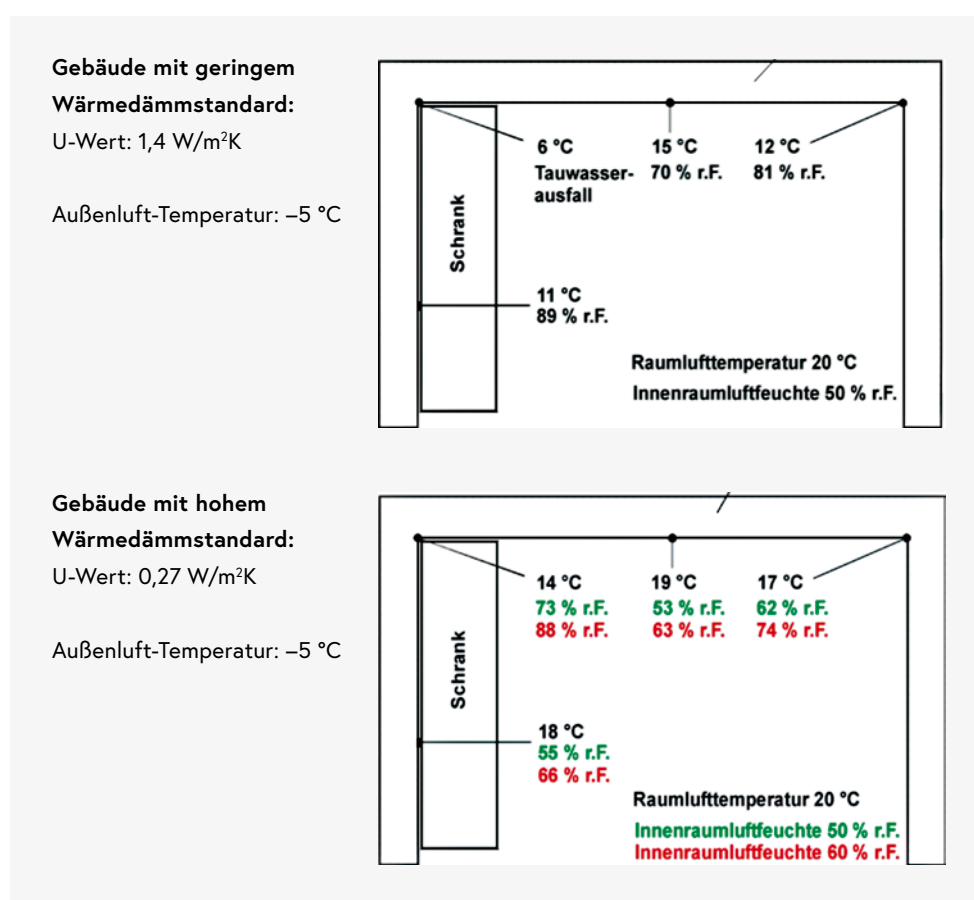 Gebäude mit geringem
Wärmedämmstandard:
U-Wert: 1,4 W/m²K
Außenluft-Temperatur: –5 °C
6 °C
Tauwasser-
ausfall
15 °C
70 % r.F.
12 °C
81 % r.F.
Schrank
11 °C
89 % r.F.
Raumlufttemperatur 20 °C
Innenraumluftfeuchte 50 % r.F.
Gebäude mit hohem
Wärmedämmstandard:
U-Wert: 0,27 W/m²K
Außenluft-Temperatur: –5 °C
14 °C
73 % r.F.
88 % r.F.
19 °C
53 % r.F.
63 % r.F.
17 °C
62 % r.F.
74 % r.F.
Schrank
18 °C
55 % r.F.
66 % r.F.
Raumlufttemperatur 20 °C
Innenraumluftfeuchte 50 % r.F.
Innenraumluftfeuchte 60 % r.F.